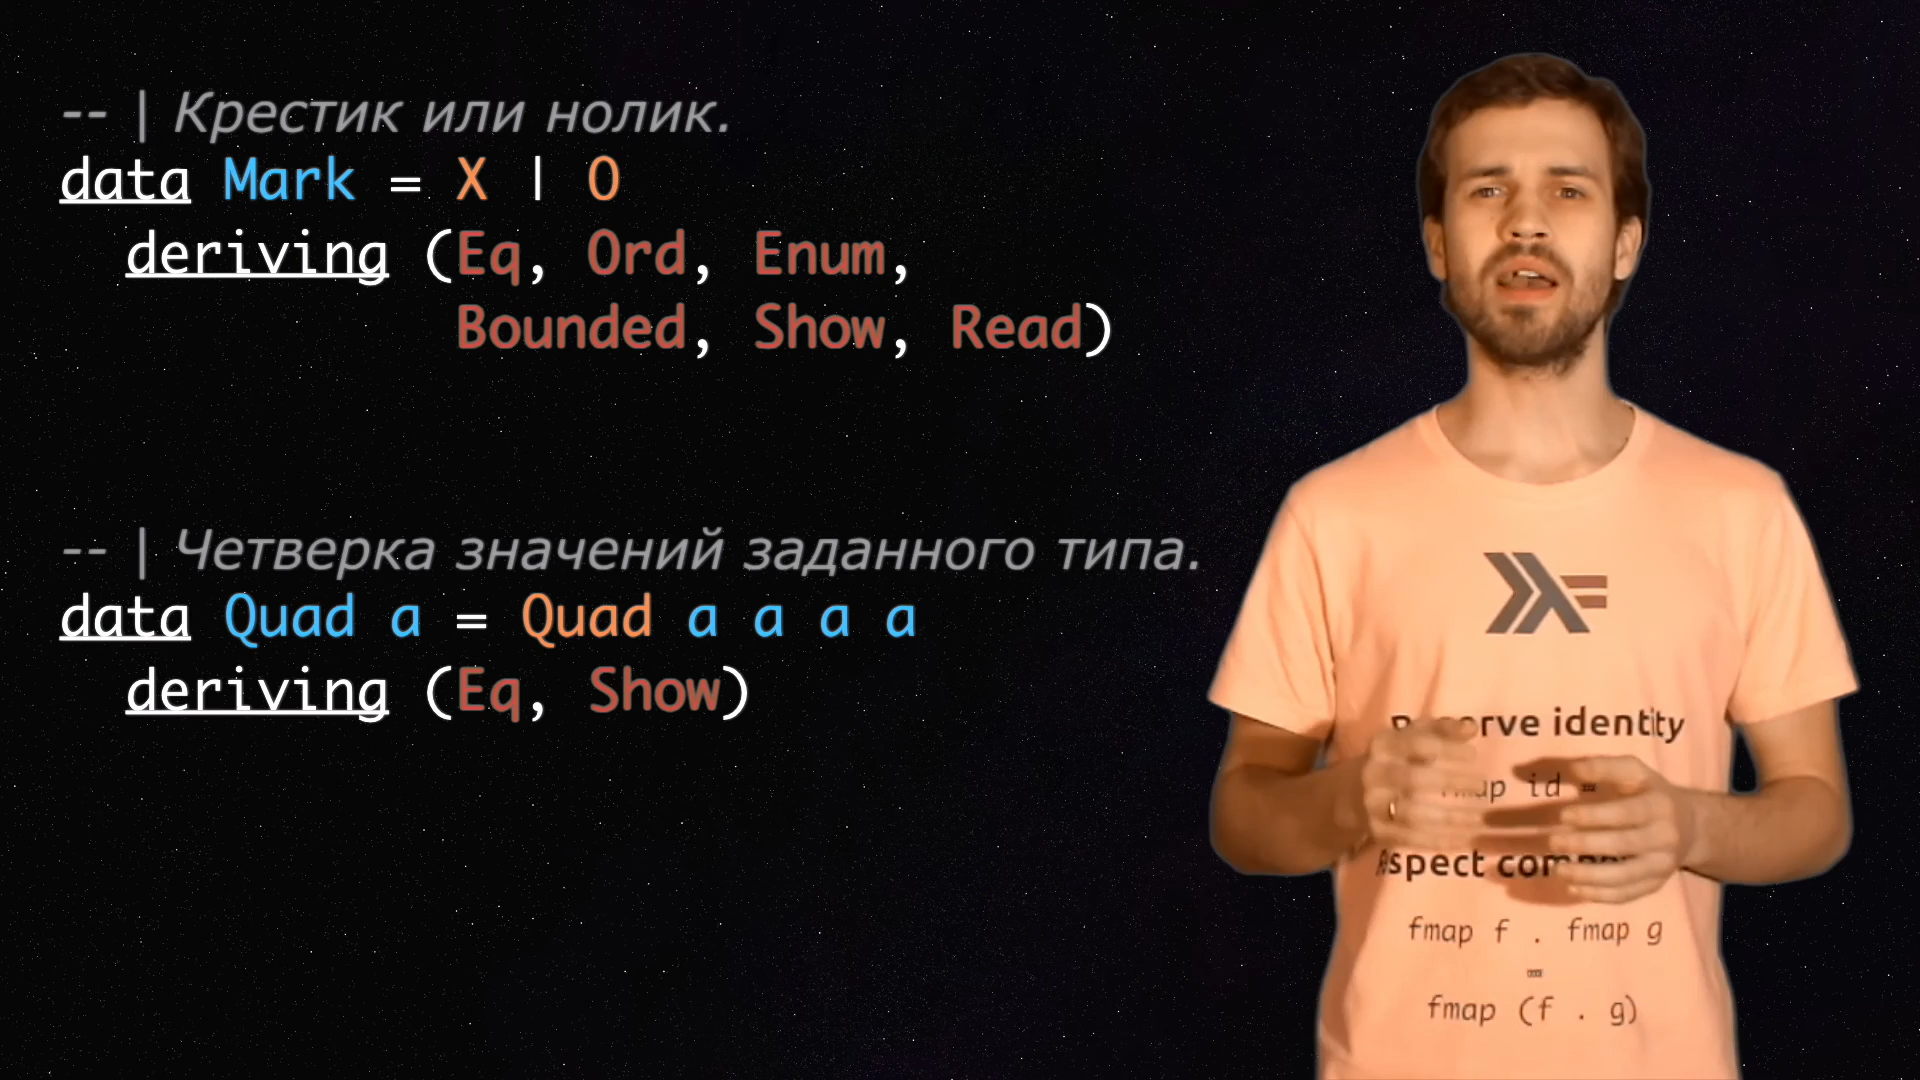 -- | Крестик или нолик.
data Mark = X | O
deriving (Eq, Ord, Enum,
Bounded, Show, Read)
-- | Четверка значений заданного типа.
data Quad a = Quad a a a a
deriving (Eq, Show)
identity
id =
fmap f . fmap g
=
fmap (f . g)